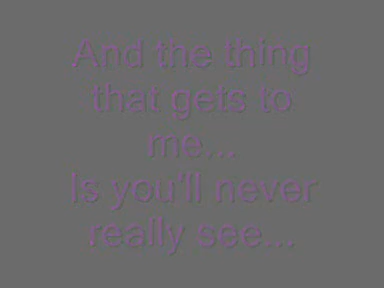 And the thing
that gets to
me...
Is you'll never
really see...